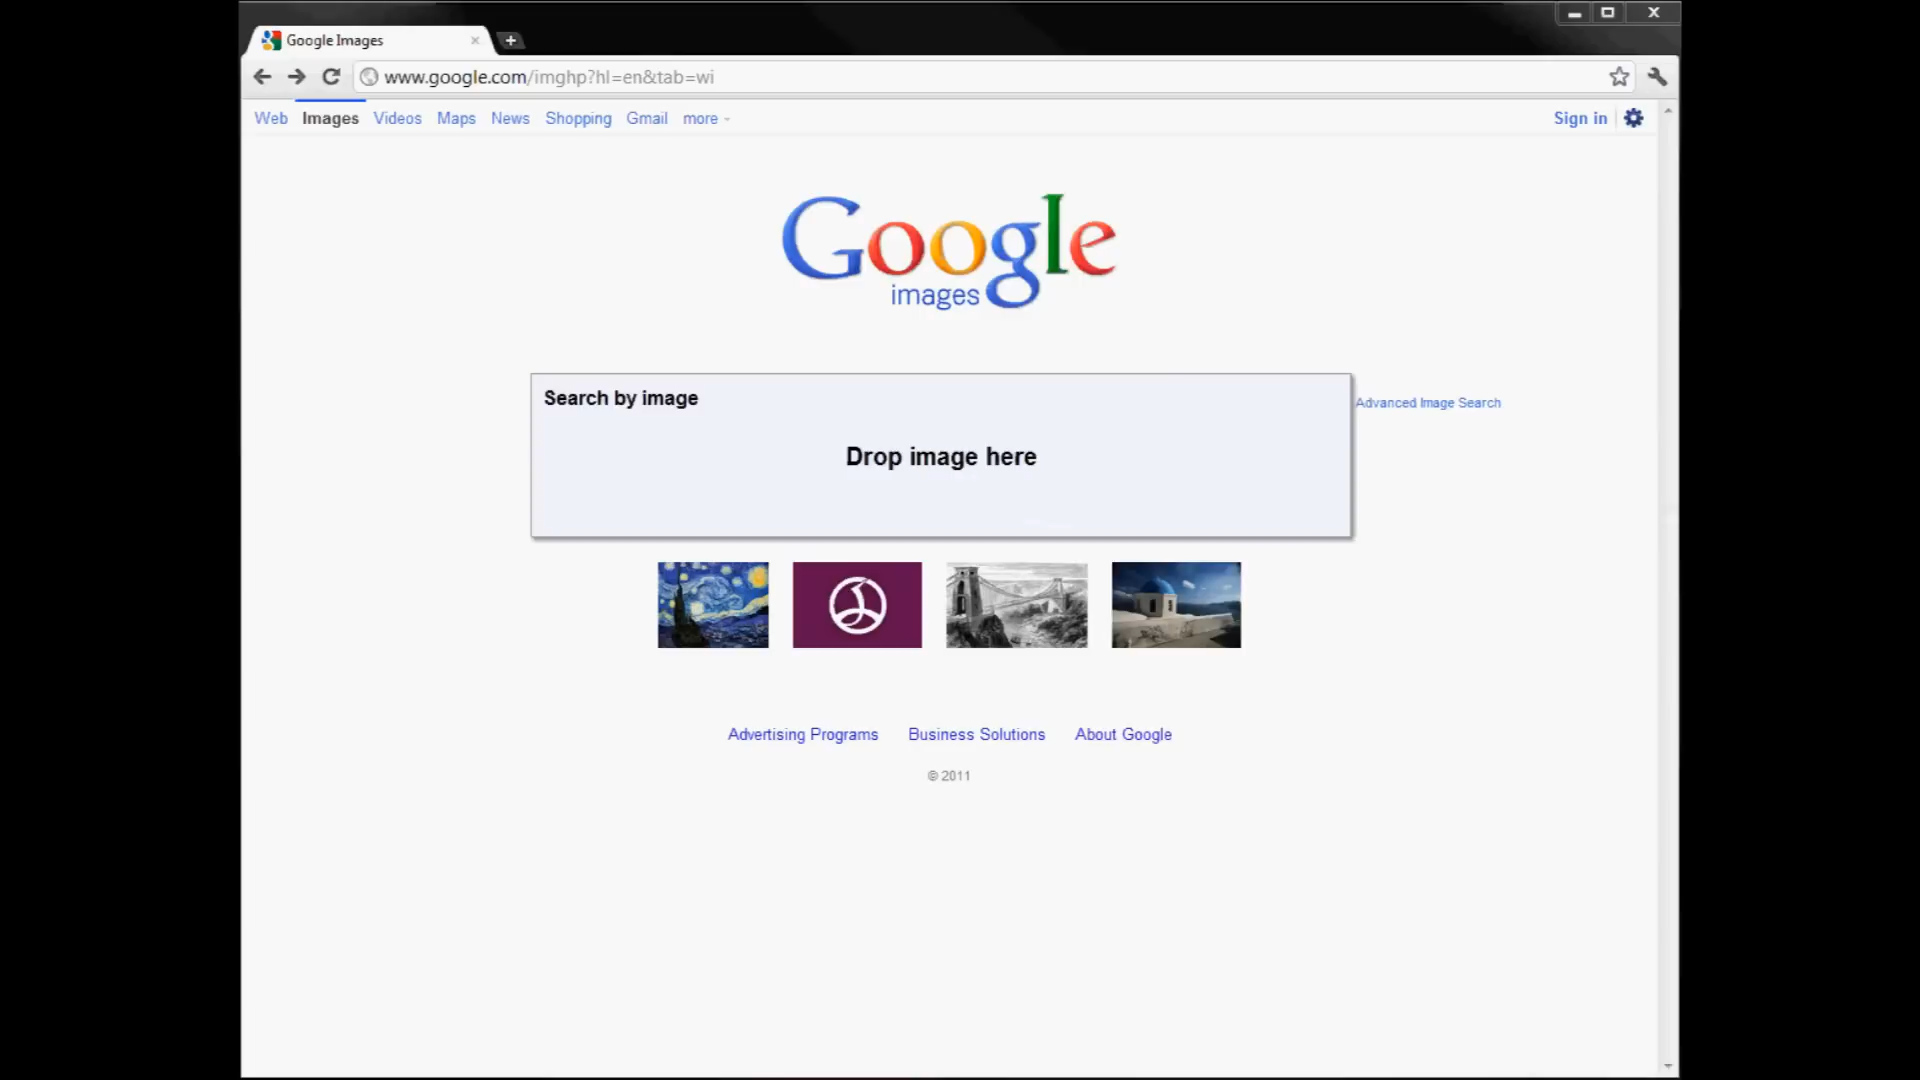 Google Images
www.google.com/imghp?hl=en&tab=wi
Web Images Videos Maps News Shopping Gmail more
Sign in
Google
images
Search by image
Drop image here
Advanced Image Search
Advertising Programs Business Solutions About Google
© 2011